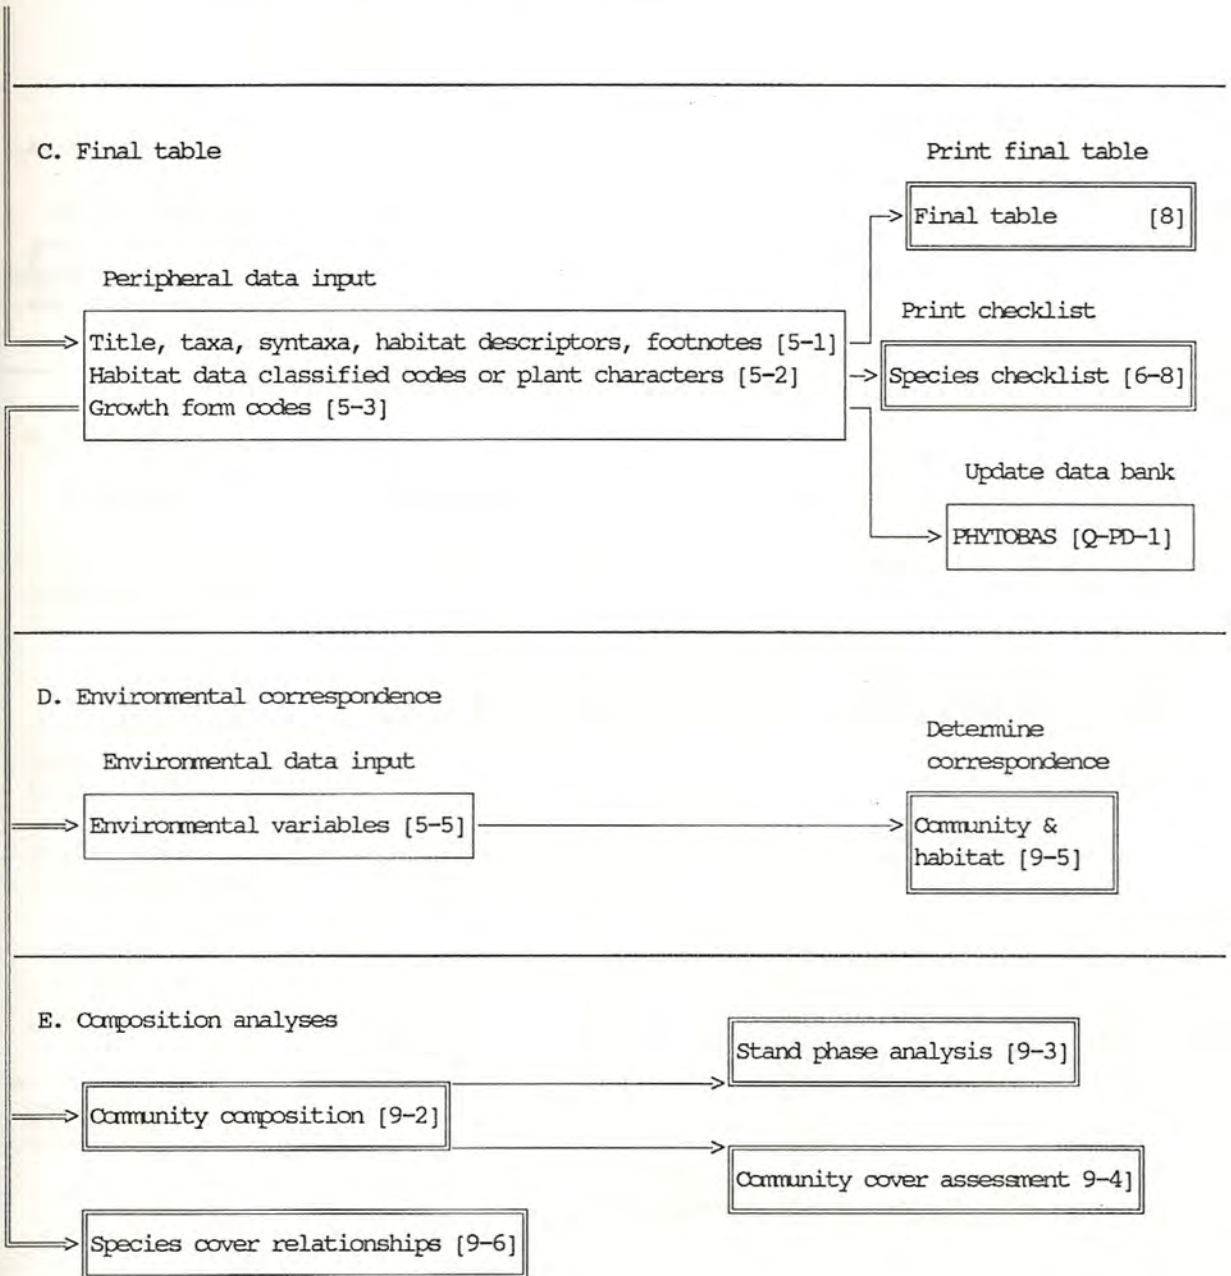 C. Final table
Print final table
Final table [8]
Peripheral data input
Print checklist
Title, taxa, syntaxa, habitat descriptors, footnotes [5-1]
Habitat data classified codes or plant characters [5-2]
Growth form codes [5-3]
Species checklist [6-8]
Update data bank
PHYTOBAS [Q-PD-1]
D. Environmental correspondence
Environmental data input
Determine
correspondence
Environmental variables [5-5]
Community &
habitat [9-5]
E. Composition analyses
Stand phase analysis [9-3]
Community composition [9-2]
Community cover assessment 9-4]
Species cover relationships [9-6]